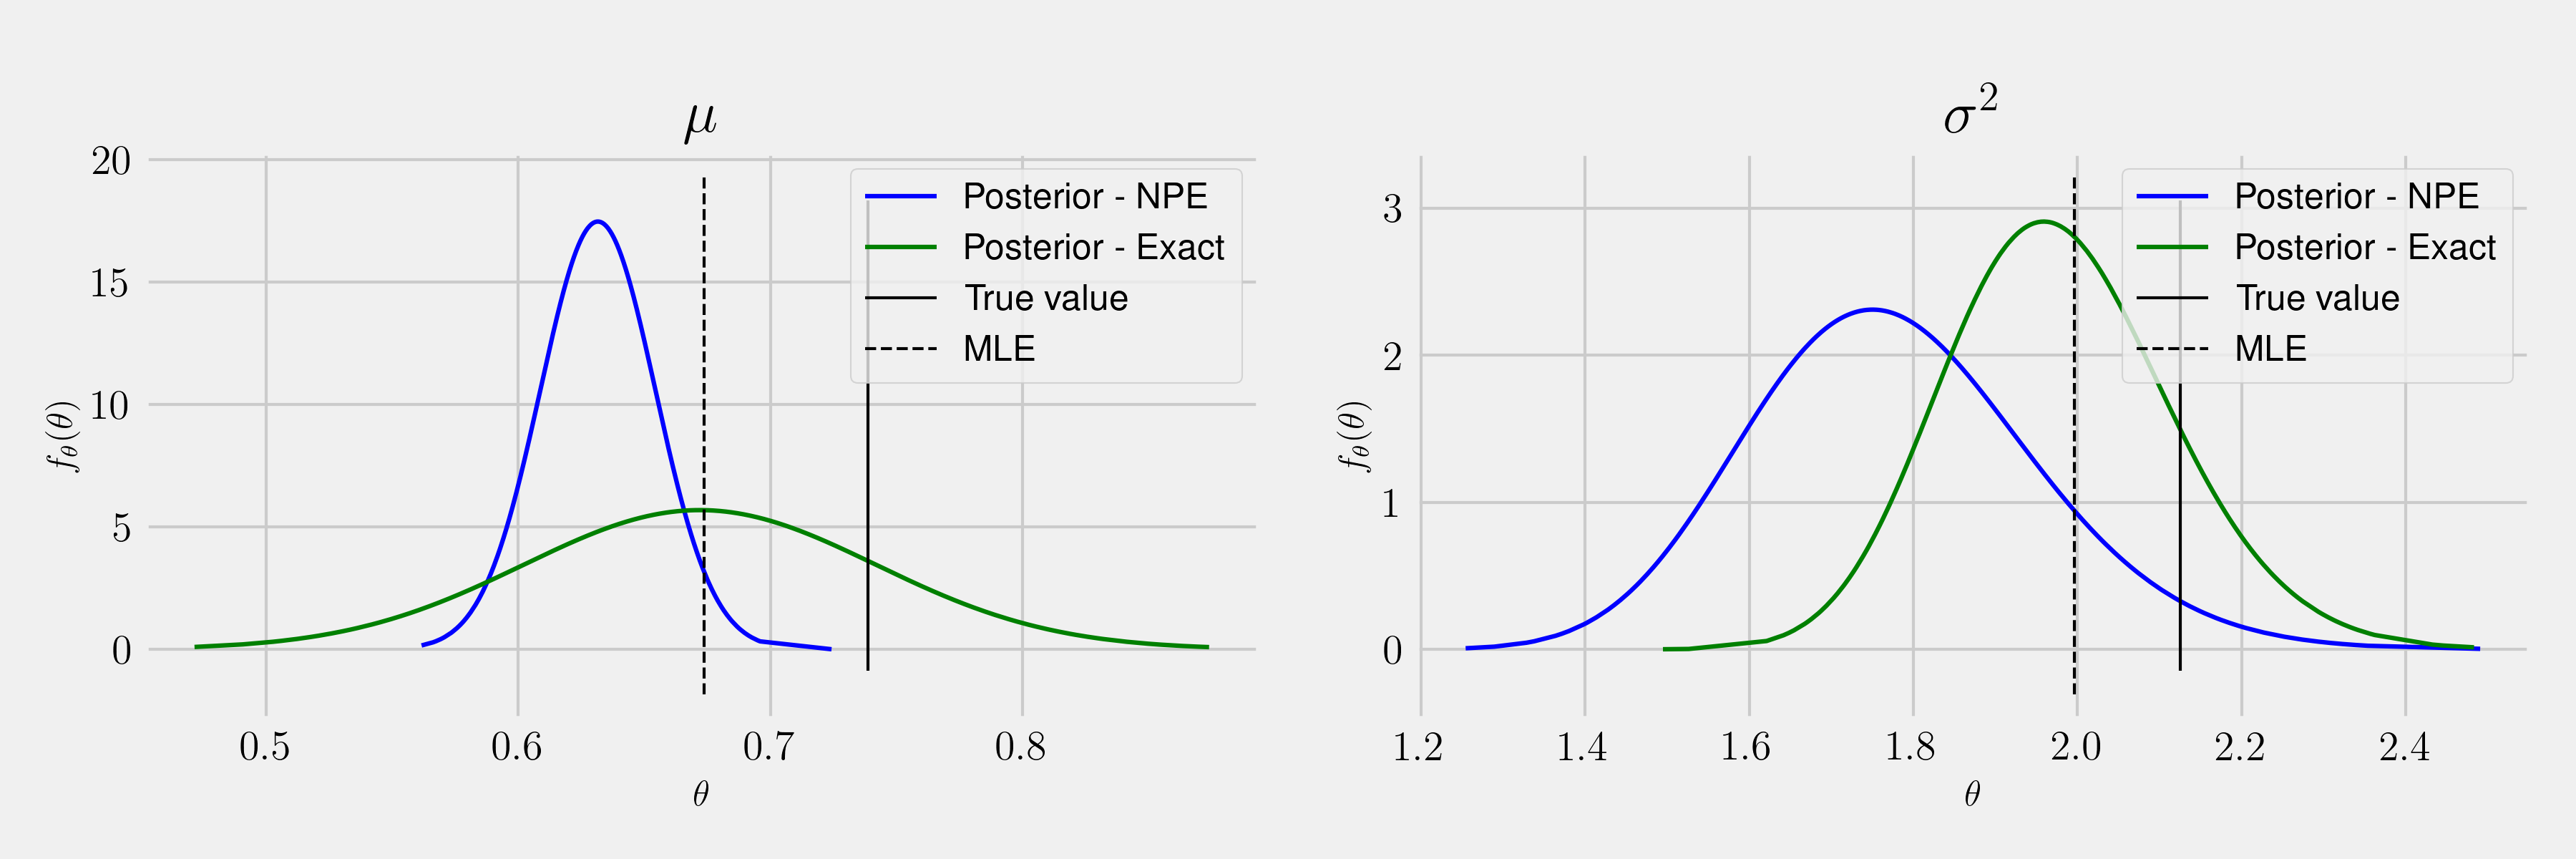 μ
20
15
10
5
0
f_θ(θ)
0.5 0.6 0.7 0.8
θ
Posterior - NPE
Posterior - Exact
True value
MLE
σ²
3
2
1
0
f_θ(θ)
1.2 1.4 1.6 1.8 2.0 2.2 2.4
θ
Posterior - NPE
Posterior - Exact
True value
MLE